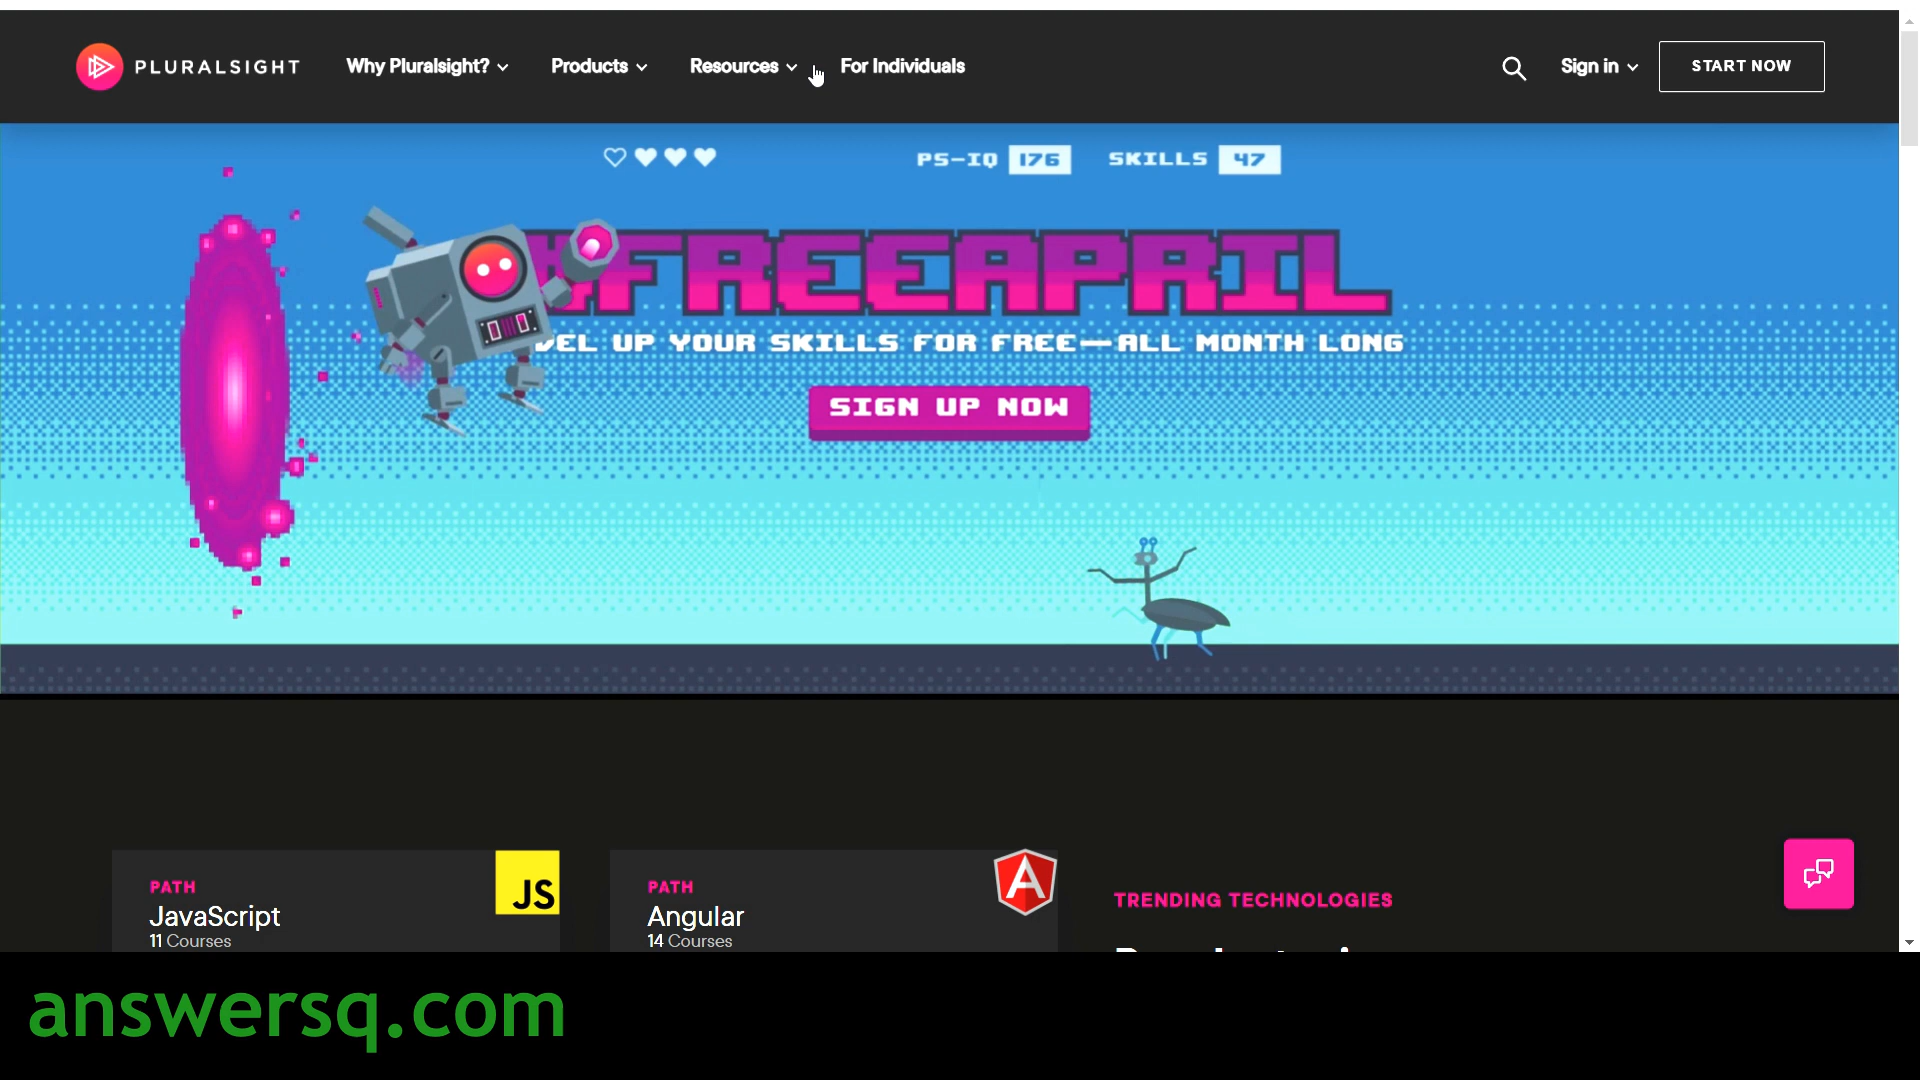 PLURALSIGHT Why Pluralsight? Products Resources For Individuals Sign in START NOW
PS-IQ 176 SKILLS 47
FREEAPRIL
UP YOUR SKILLS FOR FREE—ALL MONTH LONG
SIGN UP NOW
PATH
JavaScript
11 Courses
JS
PATH
Angular
14 Courses
A
TRENDING TECHNOLOGIES
answersq.com